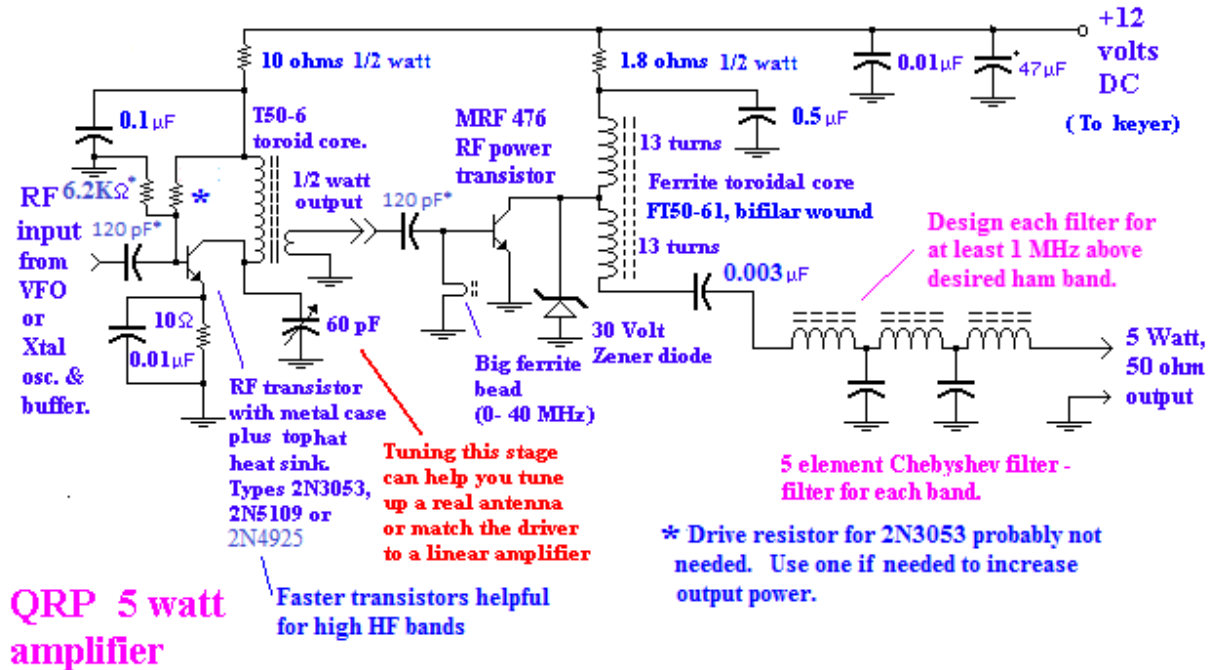 +12
volts
DC
(To keyer)
10 ohms 1/2 watt
1.8 ohms 1/2 watt
0.01µF
47µF
+
0.1µF
T50-6
toroid core.
MRF 476
RF power
transistor
0.5µF
13 turns
6.2KΩ*
*
1/2 watt
output
120 pF*
Ferrite toroidal core
FT50-61, bifilar wound
13 turns
RF
input
from
VFO
or
Xtal
osc. &
buffer.
120 pF*
Design each filter for
at least 1 MHz above
desired ham band.
0.003µF
10Ω
0.01µF
60 pF
30 Volt
Zener diode
5 Watt,
50 ohm
output
Big ferrite
bead
(0- 40 MHz)
RF transistor
with metal case
plus tophat
heat sink.
Types 2N3053,
2N5109 or
2N4925
Tuning this stage
can help you tune
up a real antenna
or match the driver
to a linear amplifier
5 element Chebyshev filter -
filter for each band.
* Drive resistor for 2N3053 probably not
needed. Use one if needed to increase
output power.
Faster transistors helpful
for high HF bands
QRP 5 watt
amplifier